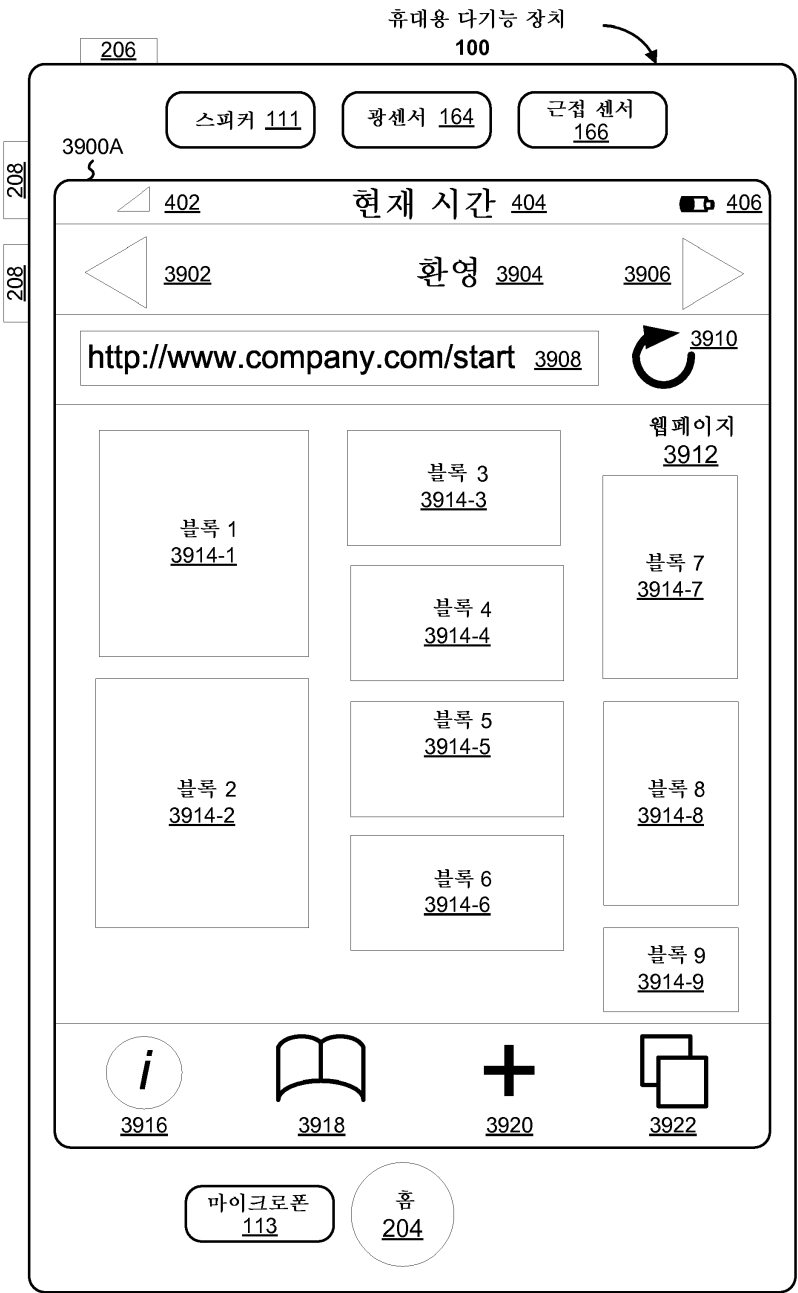 휴대용 다기능 장치
100
206
스피커 111
광센서 164
근접 센서
166
3900A
208
208
402
현재 시간 404
406
3902
환영 3904
3906
http://www.company.com/start 3908
3910
웹페이지
3912
블록 1
3914-1
블록 2
3914-2
블록 3
3914-3
블록 4
3914-4
블록 5
3914-5
블록 6
3914-6
블록 7
3914-7
블록 8
3914-8
블록 9
3914-9
i
3916
3918
3920
3922
마이크로폰
113
홈
204